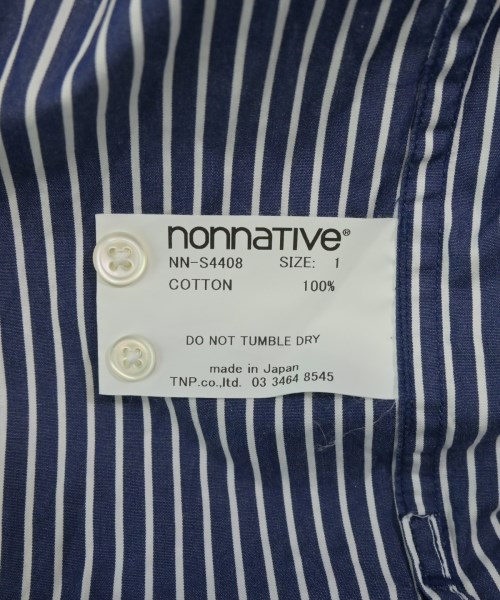 nonnative®
NN-S4408 SIZE: 1
COTTON 100%
DO NOT TUMBLE DRY
made in Japan
TNP.co.,ltd. 03 3464 8545